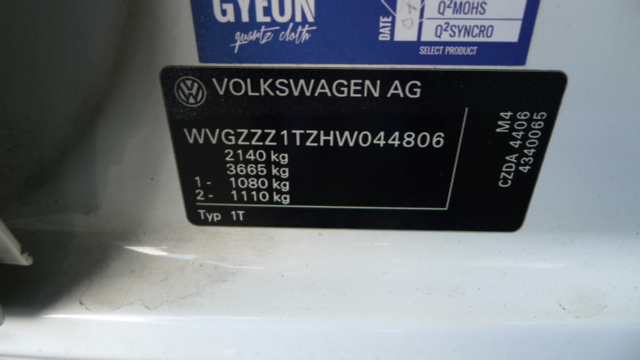 GYEON
quartz cloth
DATE
Q²MOHS
Q²SYNCRO
SELECT PRODUCT
VOLKSWAGEN AG
WVGZZZ1TZHW044806
2140 kg
3665 kg
1 - 1080 kg
2 - 1110 kg
Typ 1T
M4
CZDA 4406
4340065